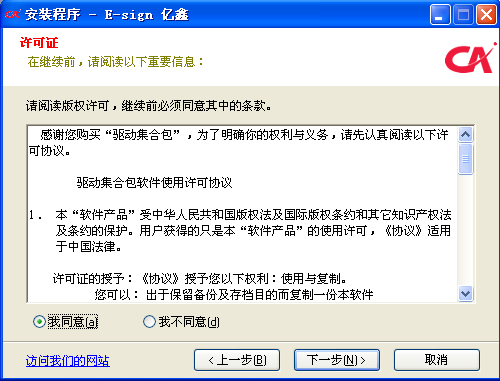 安装程序 - E-sign 亿鑫
许可证
在继续前，请阅读以下重要信息：
CA
请阅读版权许可，继续前必须同意其中的条款。
感谢您购买“驱动集合包”，为了明确你的权利与义务，请先认真阅读以下许
可协议。
驱动集合包软件使用许可协议
1. 本“软件产品”受中华人民共和国版权法及国际版权条约和其它知识产权法
及条约的保护。用户获得的只是本“软件产品”的使用许可，《协议》适用
于中国法律。
许可证的授予：《协议》授予您以下权利：使用与复制。
您可以： 出于保留备份及存档目的而复制一份本软件
我同意(a) 我不同意(d)
访问我们的网站 <上一步(B) 下一步(N)> 取消